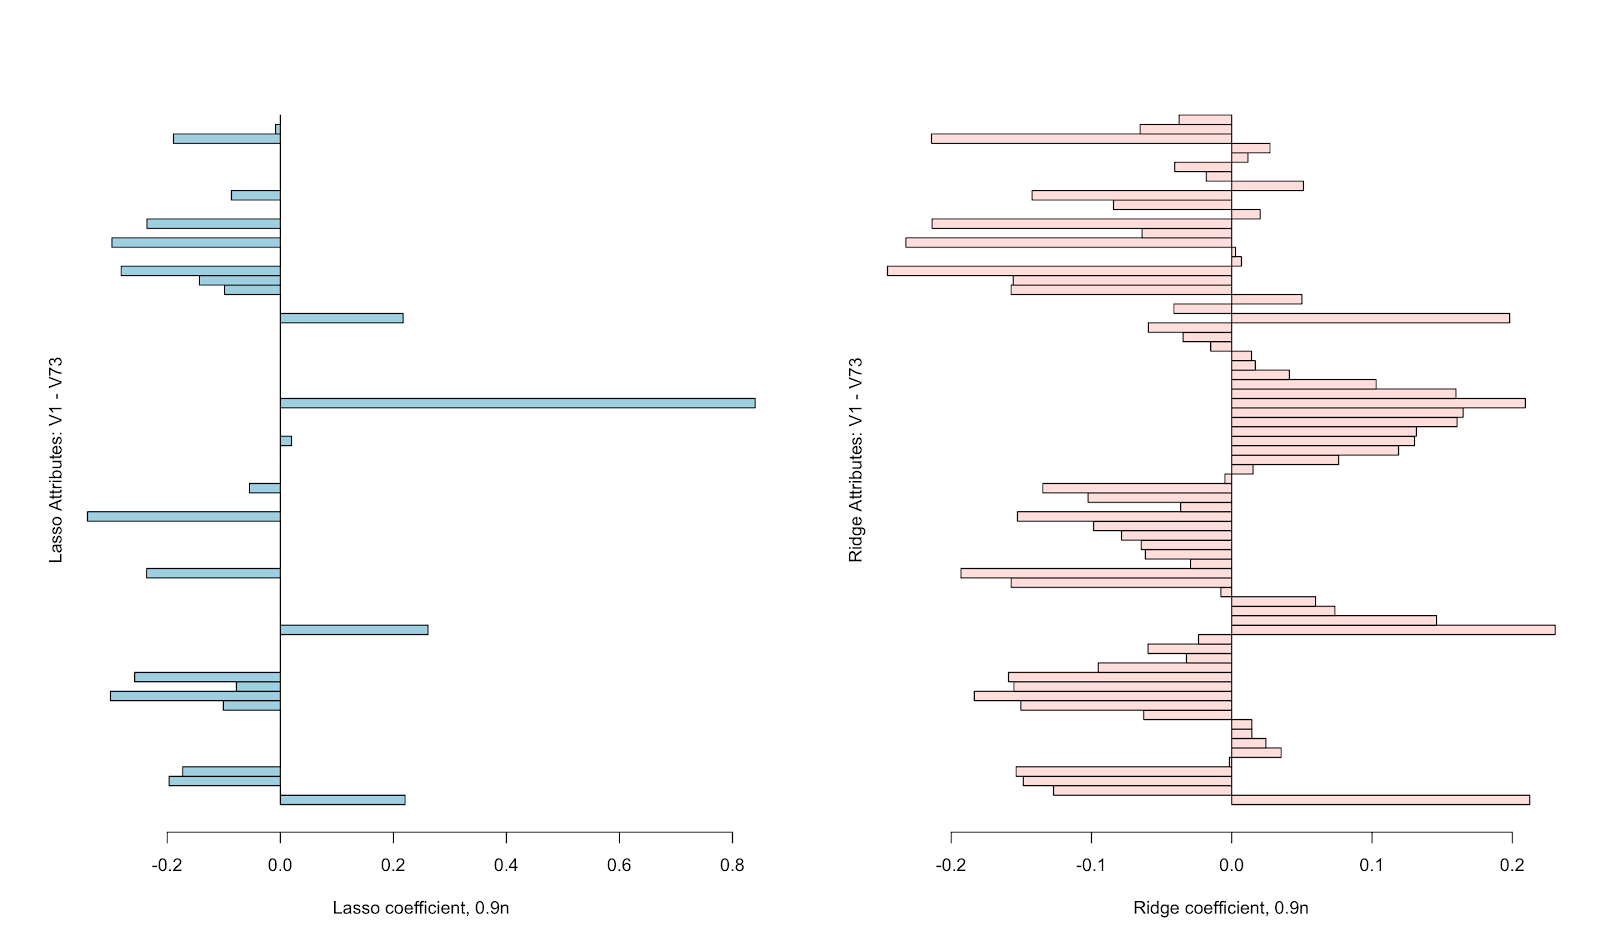 Lasso Attributes: V1 - V73
-0.2 0.0 0.2 0.4 0.6 0.8
Lasso coefficient, 0.9n
Ridge Attributes: V1 - V73
-0.2 -0.1 0.0 0.1 0.2
Ridge coefficient, 0.9n